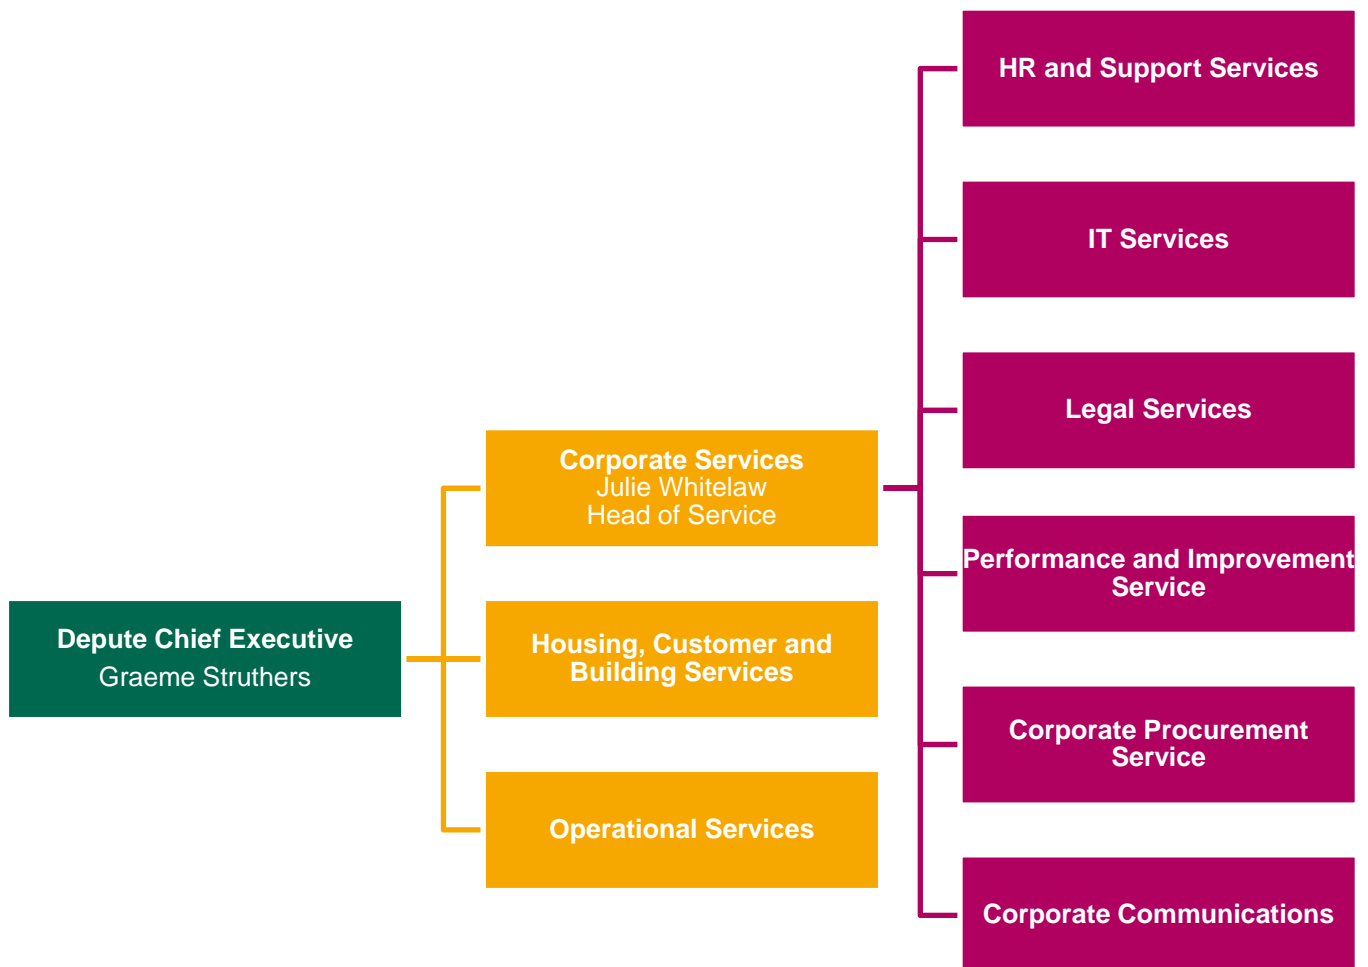 Depute Chief Executive
Graeme Struthers
Corporate Services
Julie Whitelaw
Head of Service
Housing, Customer and
Building Services
Operational Services
HR and Support Services
IT Services
Legal Services
Performance and Improvement
Service
Corporate Procurement
Service
Corporate Communications